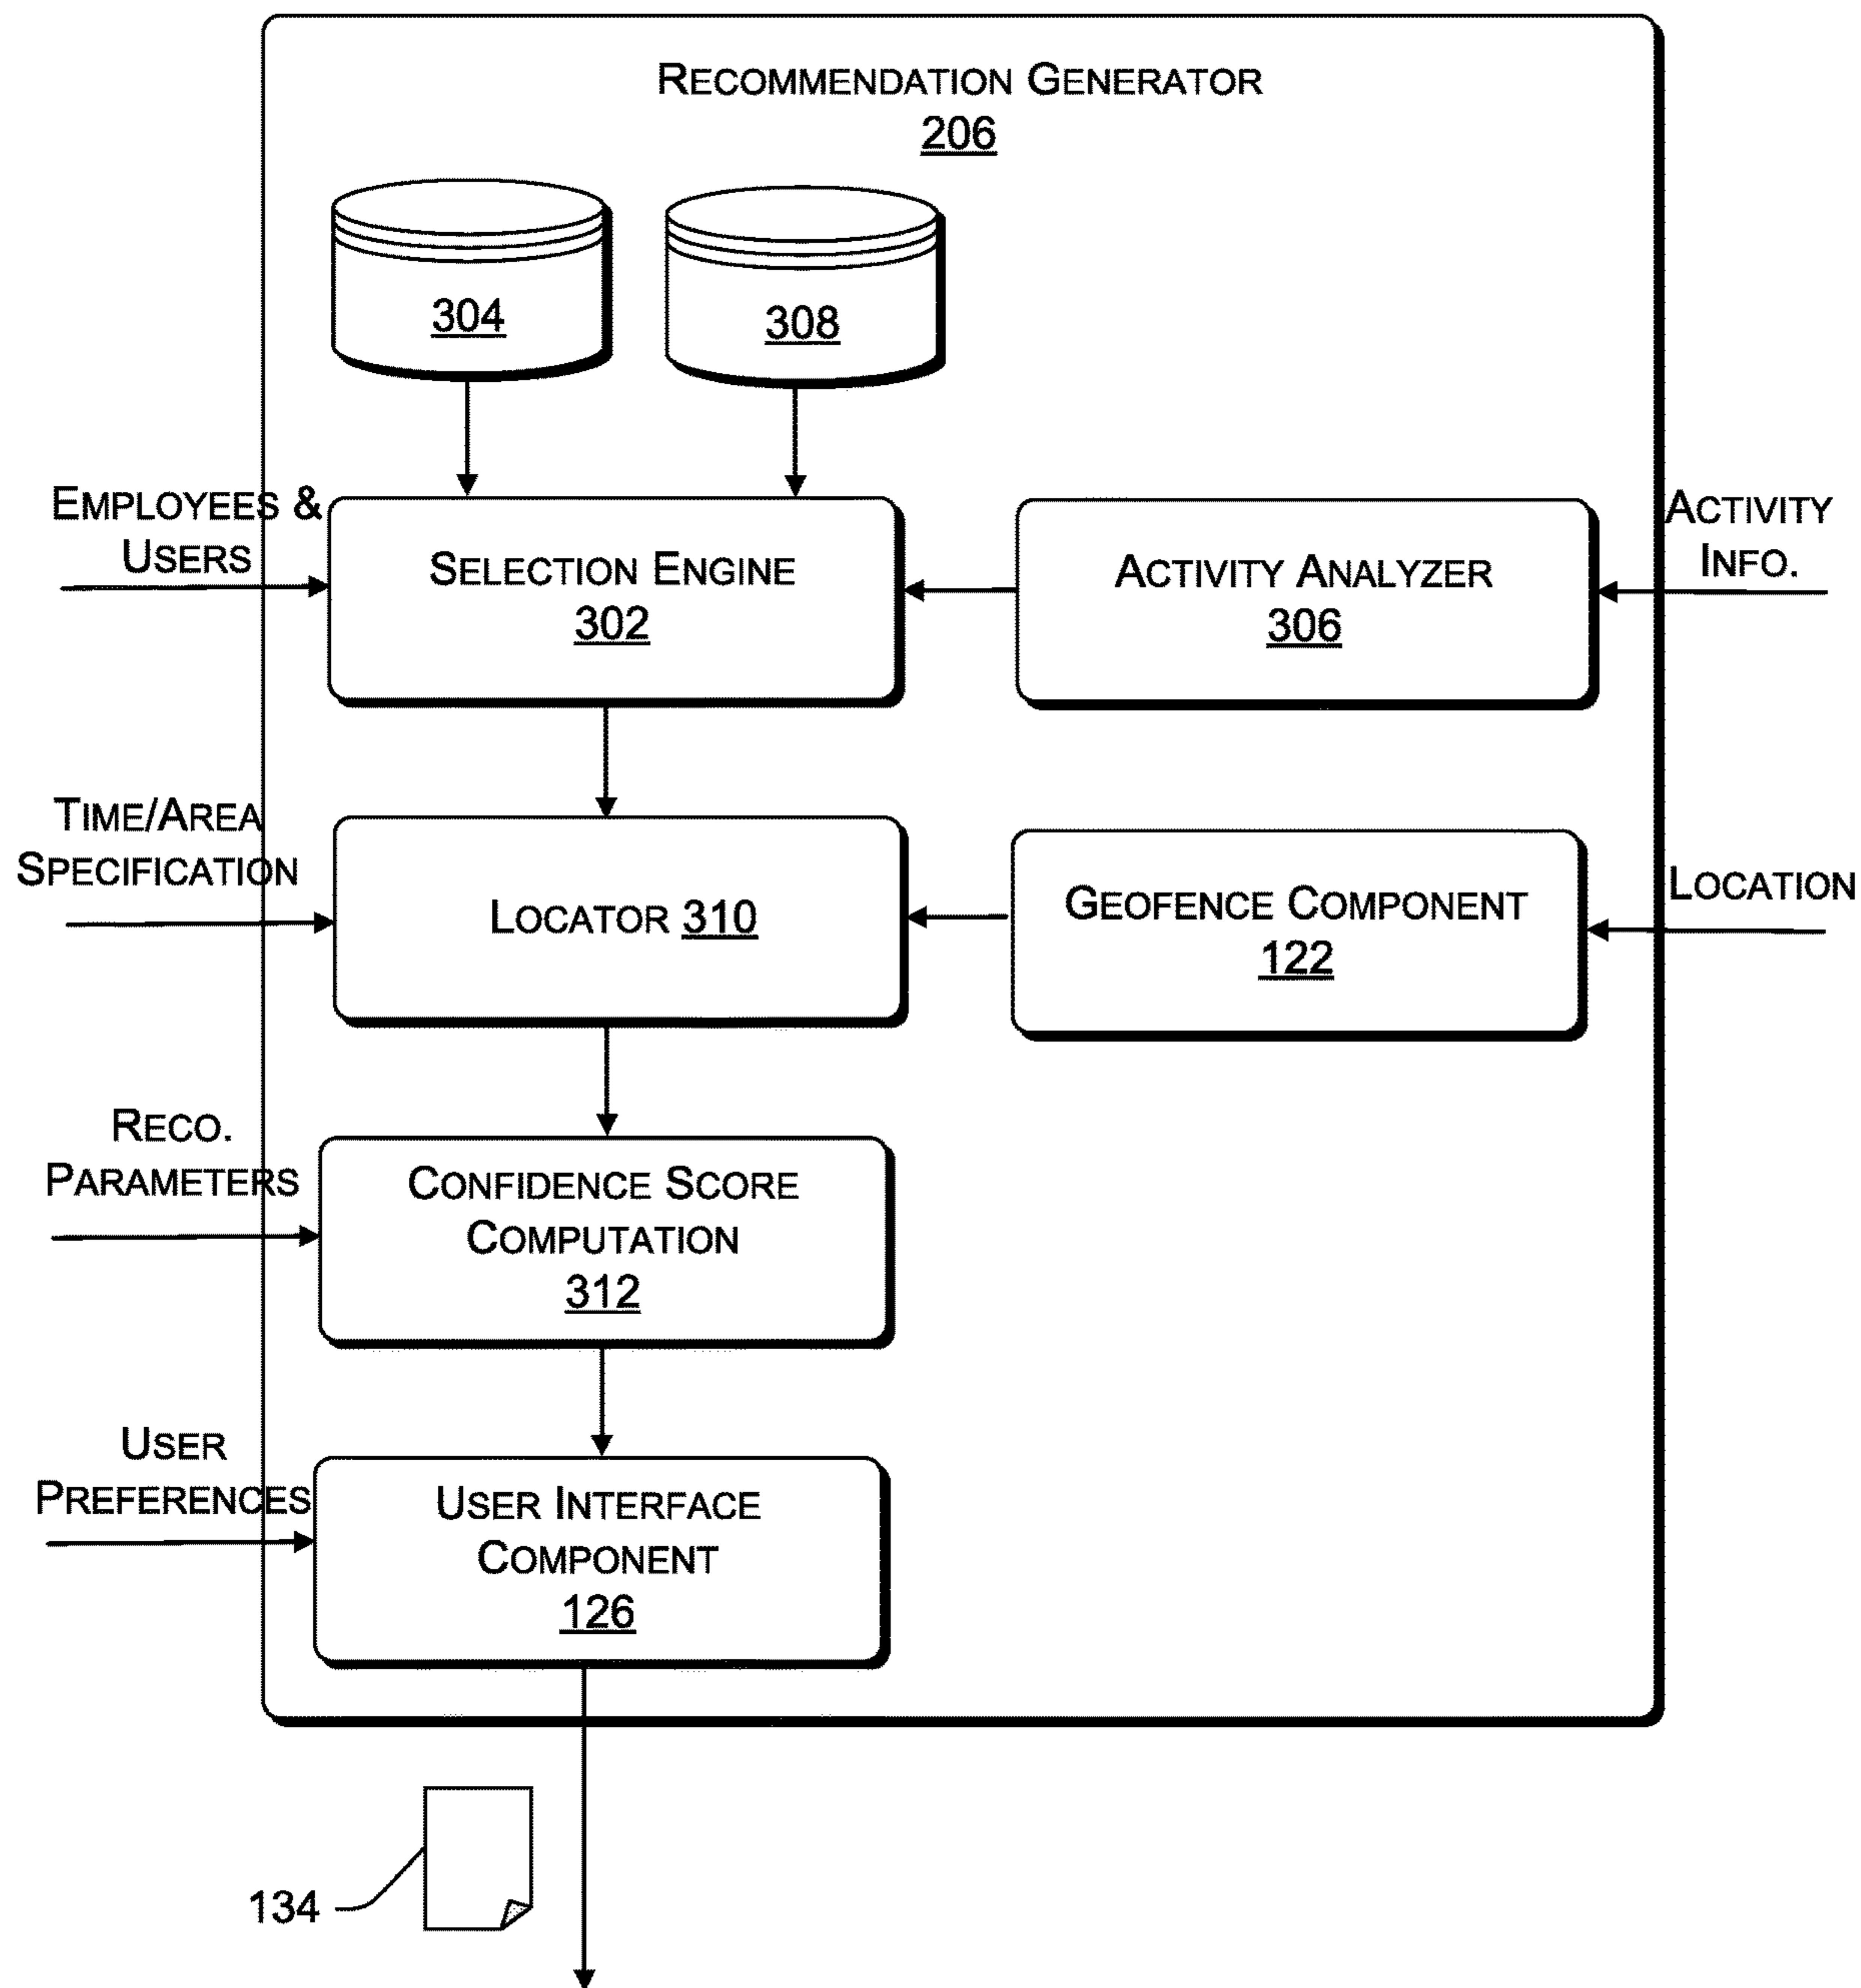 RECOMMENDATION GENERATOR
206
304
308
EMPLOYEES &
USERS
SELECTION ENGINE
302
ACTIVITY ANALYZER
306
ACTIVITY
INFO.
TIME/AREA
SPECIFICATION
LOCATOR 310
GEOFENCE COMPONENT
122
LOCATION
RECO.
PARAMETERS
CONFIDENCE SCORE
COMPUTATION
312
USER
PREFERENCES
USER INTERFACE
COMPONENT
126
134